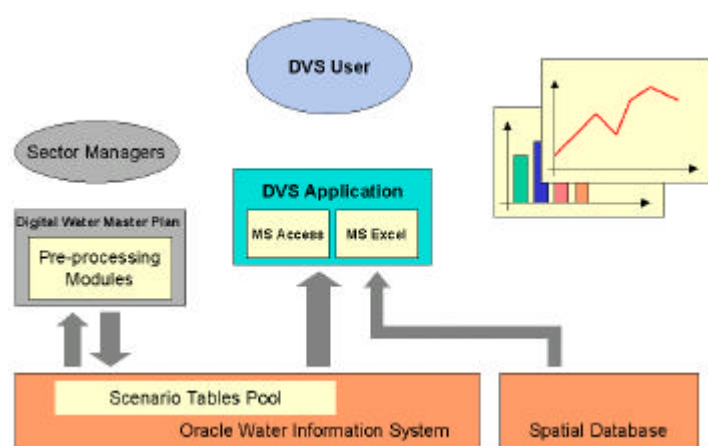 DVS User
Sector Managers
DVS Application
MS Access
MS Excel
Digital Water Master Plan
Pre-processing
Modules
Scenario Tables Pool
Oracle Water Information System
Spatial Database